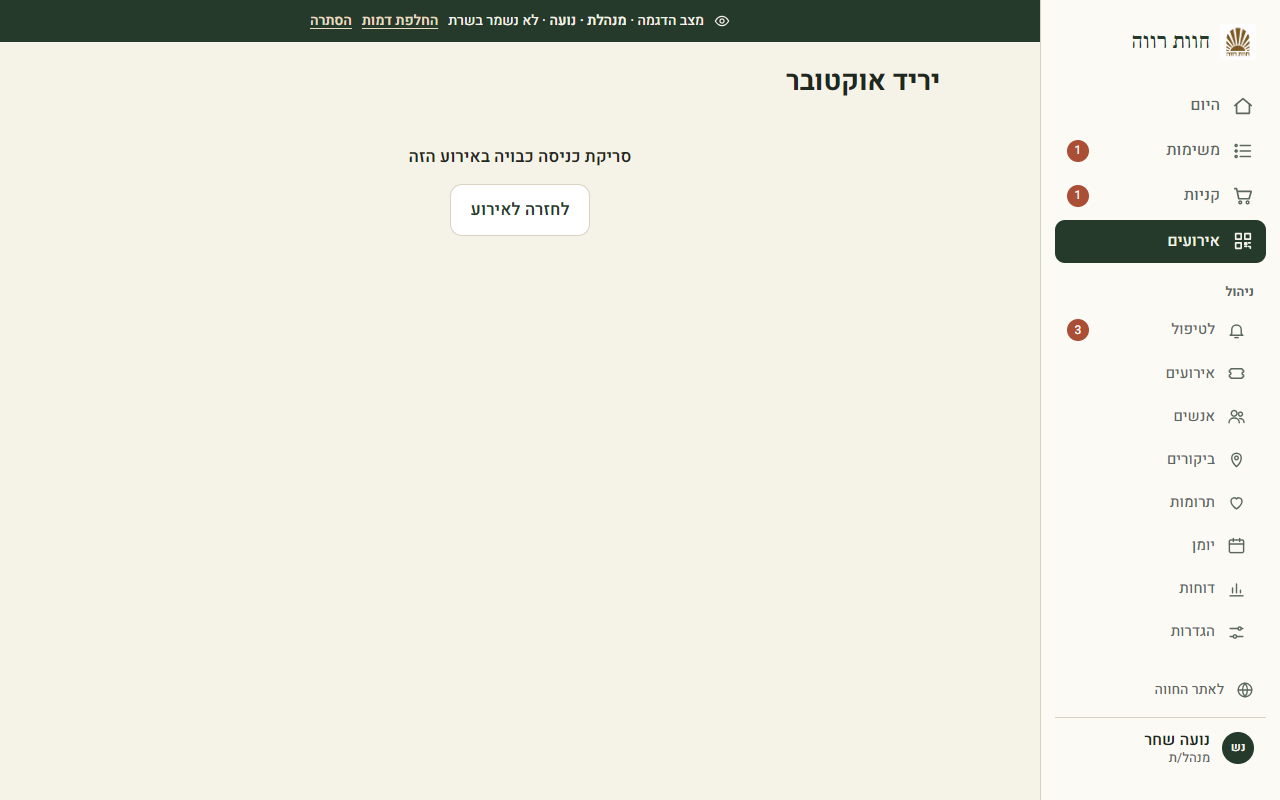 מצב הדגמה · מנהלת · נועה · לא נשמר בשרת החלפת דמות הסתרה
חוות רווה
היום
משימות 1
קניות 1
אירועים
ניהול
לטיפול 3
אירועים
אנשים
ביקורים
תרומות
יומן
דוחות
הגדרות
לאתר החווה
נש
נועה שחר
מנהל/ת
יריד אוקטובר
סריקת כניסה כבויה באירוע הזה
לחזרה לאירוע